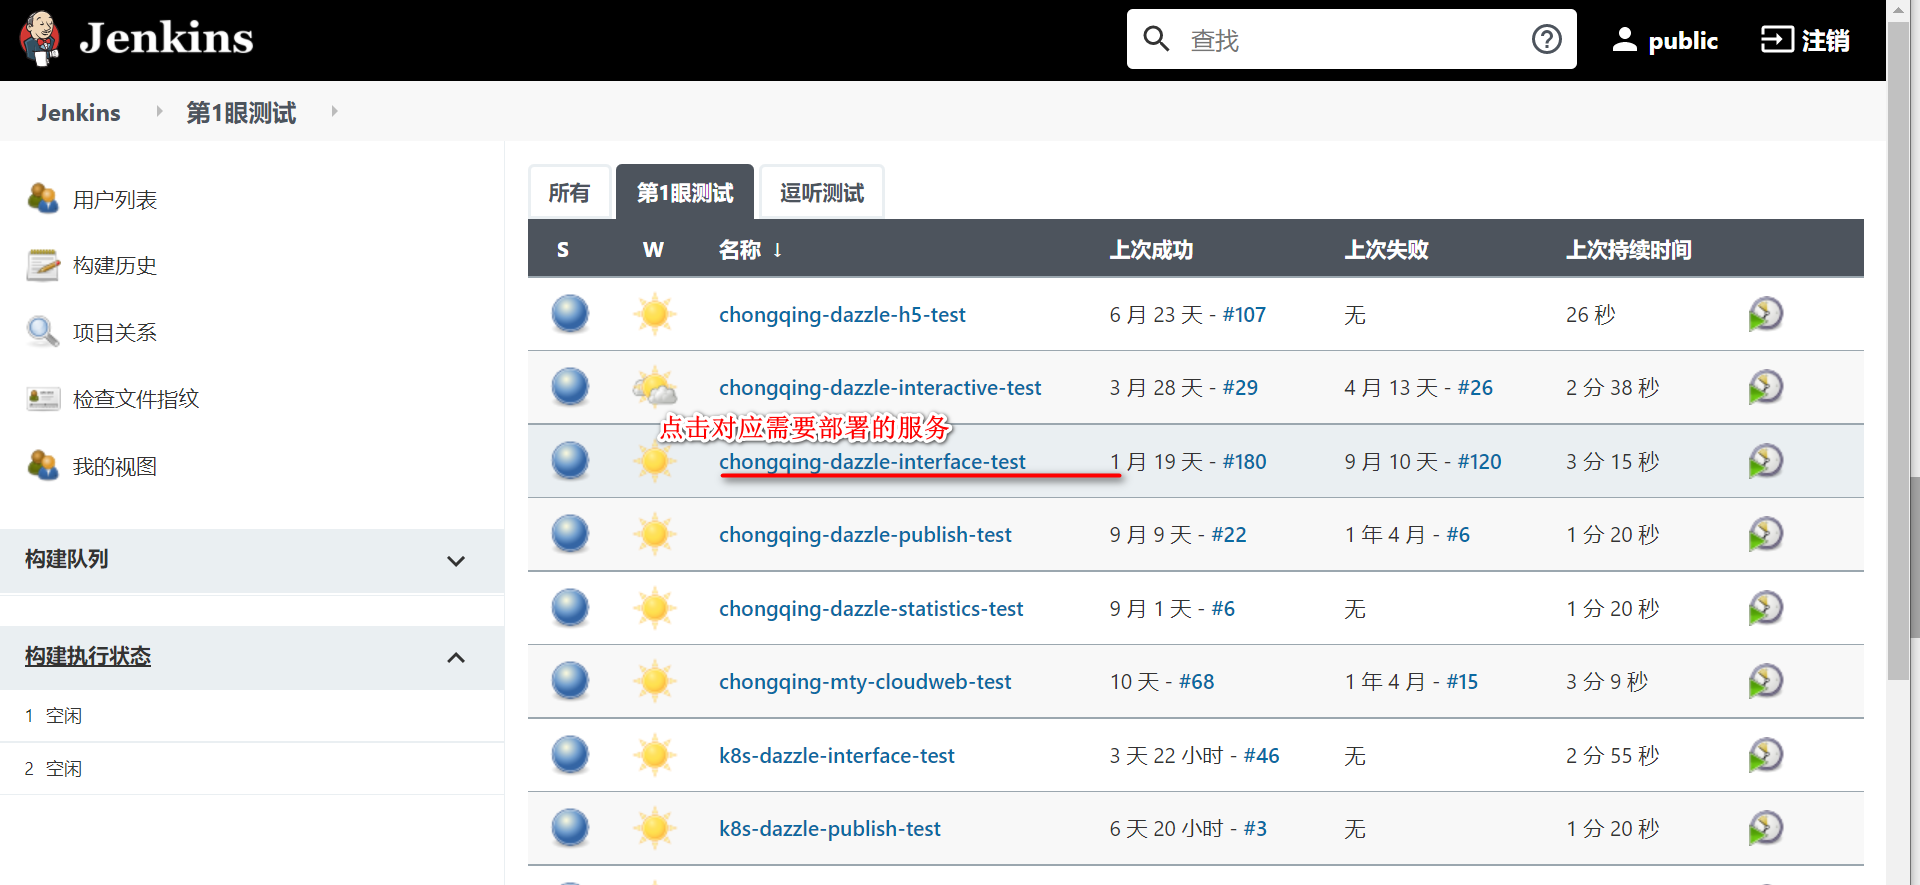 Jenkins
查找
public
注销
Jenkins
第1眼测试
用户列表
构建历史
项目关系
检查文件指纹
我的视图
构建队列
构建执行状态
1 空闲
2 空闲
所有
第1眼测试
逗听测试
S W 名称 ↓ 上次成功 上次失败 上次持续时间
chongqing-dazzle-h5-test 6 月 23 天 - #107 无 26 秒
chongqing-dazzle-interactive-test 3 月 28 天 - #29 4 月 13 天 - #26 2 分 38 秒
点击对应需要部署的服务
chongqing-dazzle-interface-test 1 月 19 天 - #180 9 月 10 天 - #120 3 分 15 秒
chongqing-dazzle-publish-test 9 月 9 天 - #22 1 年 4 月 - #6 1 分 20 秒
chongqing-dazzle-statistics-test 9 月 1 天 - #6 无 1 分 20 秒
chongqing-mty-cloudweb-test 10 天 - #68 1 年 4 月 - #15 3 分 9 秒
k8s-dazzle-interface-test 3 天 22 小时 - #46 无 2 分 55 秒
k8s-dazzle-publish-test 6 天 20 小时 - #3 无 1 分 20 秒